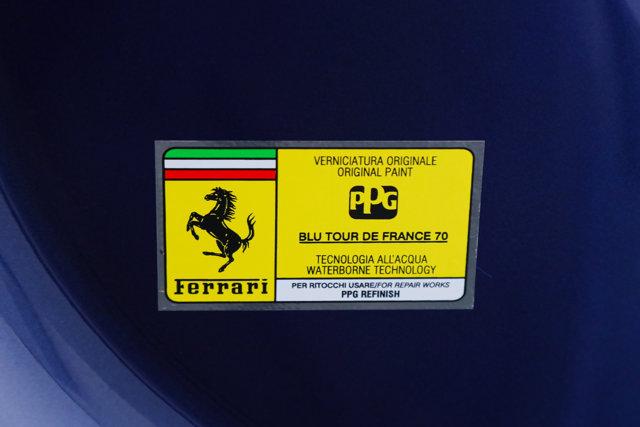 Ferrari
VERNICIATURA ORIGINALE
ORIGINAL PAINT
PPG
BLU TOUR DE FRANCE 70
TECNOLOGIA ALL'ACQUA
WATERBORNE TECHNOLOGY
PER RITOCCHI USARE/FOR REPAIR WORKS
PPG REFINISH